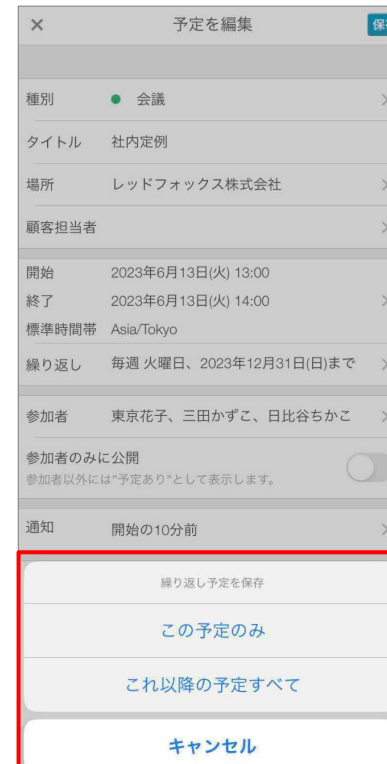 × 予定を編集 保
種別 ● 会議
タイトル 社内定例
場所 レッドフォックス株式会社
顧客担当者
開始 2023年6月13日(火) 13:00
終了 2023年6月13日(火) 14:00
標準時間帯 Asia/Tokyo
繰り返し 毎週 火曜日、2023年12月31日(日)まで
参加者 東京花子、三田かずこ、日比谷ちかこ
参加者のみに公開
参加者以外には"予定あり"として表示します。
通知 開始の10分前
繰り返し予定を保存
この予定のみ
これ以降の予定すべて
キャンセル